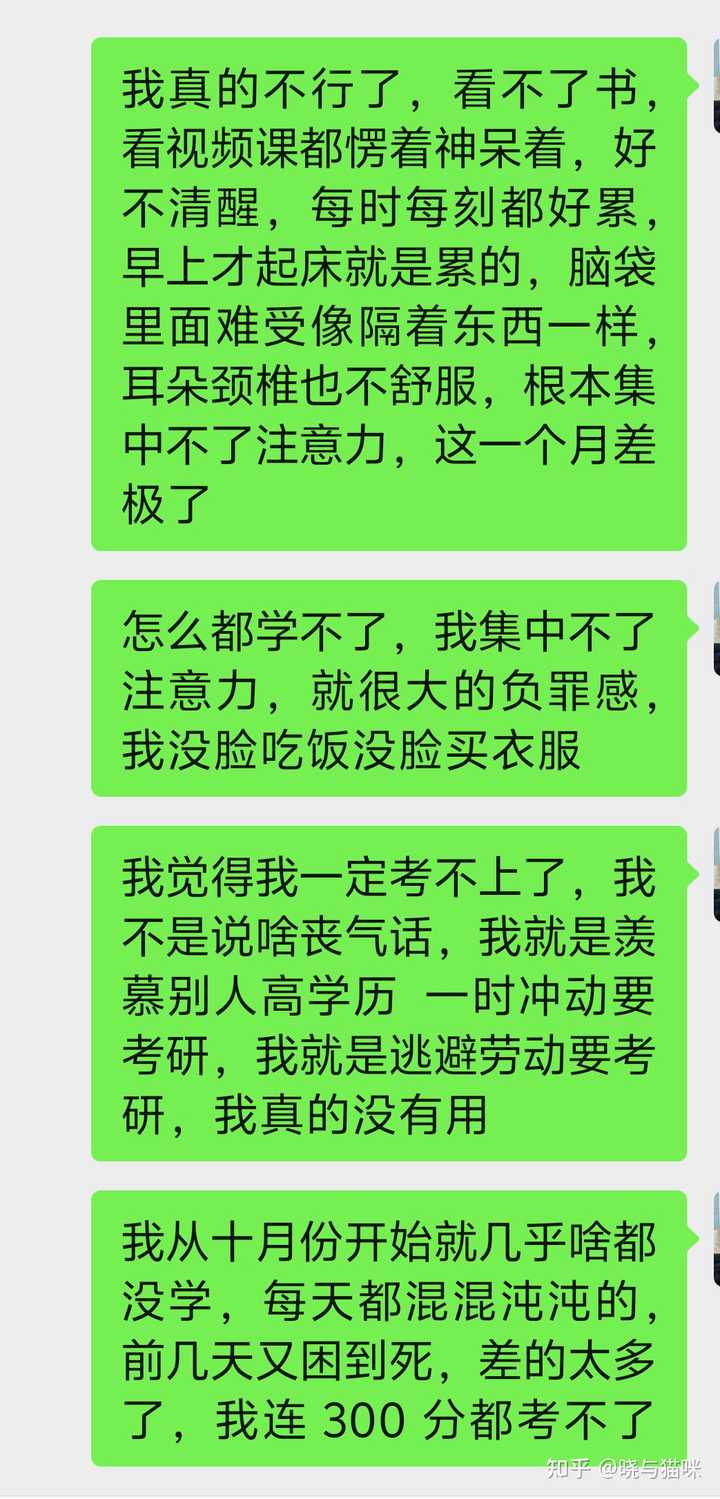 我真的不行了，看不了书，
看视频课都愣着神呆着，好
不清醒，每时每刻都好累，
早上才起床就是累的，脑袋
里面难受像隔着东西一样，
耳朵颈椎也不舒服，根本集
中不了注意力，这一个月差
极了
怎么都学不了，我集中不了
注意力，就很大的负罪感，
我没脸吃饭没脸买衣服
我觉得我一定考不上了，我
不是说啥丧气话，我就是羡
慕别人高学历 一时冲动要
考研，我就是逃避劳动要考
研，我真的没有用
我从十月份开始就几乎啥都
没学，每天都混混沌沌的，
前几天又困到死，差的太多
了，我连 300 分都考不了
知乎 @晓与猫咪